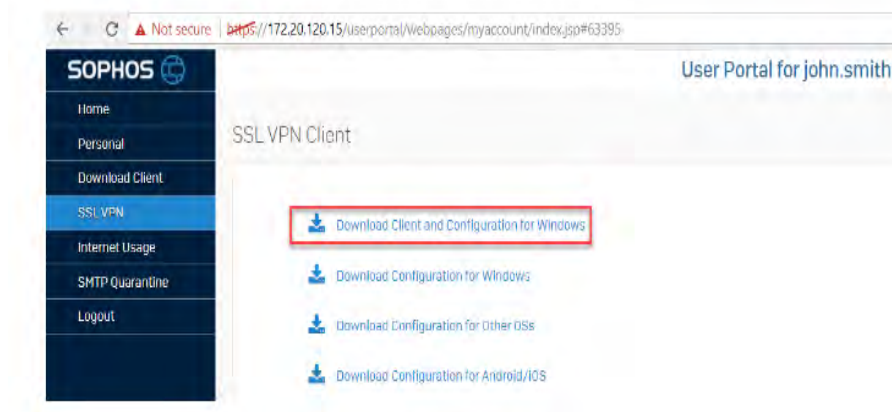 Not secure https://172.20.120.15/userportal/webpages/myaccount/index.jsp#63395
SOPHOS
User Portal for john.smith
Home
Personal
SSL VPN Client
Download Client
SSL VPN
Download Client and Configuration for Windows
Internet Usage
SMTP Quarantine
Download Configuration for Windows
Logout
Download Configuration for Other OSs
Download Configuration for Android/iOS